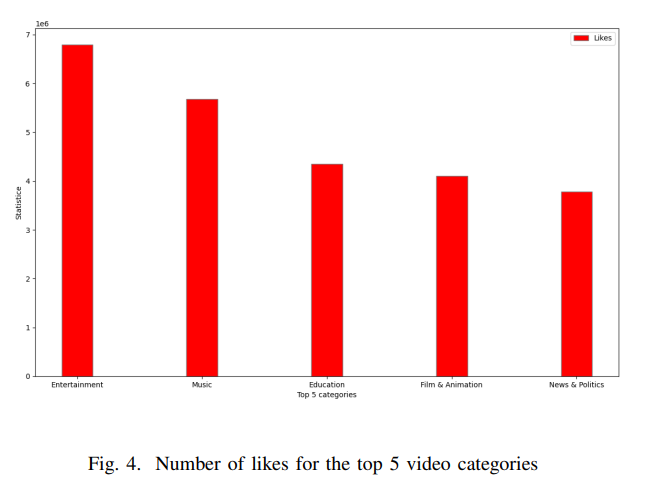 1e6
Likes
7
6
5
4
3
2
1
0
Statistice
Entertainment Music Education Film & Animation News & Politics
Top 5 categories
Fig. 4. Number of likes for the top 5 video categories